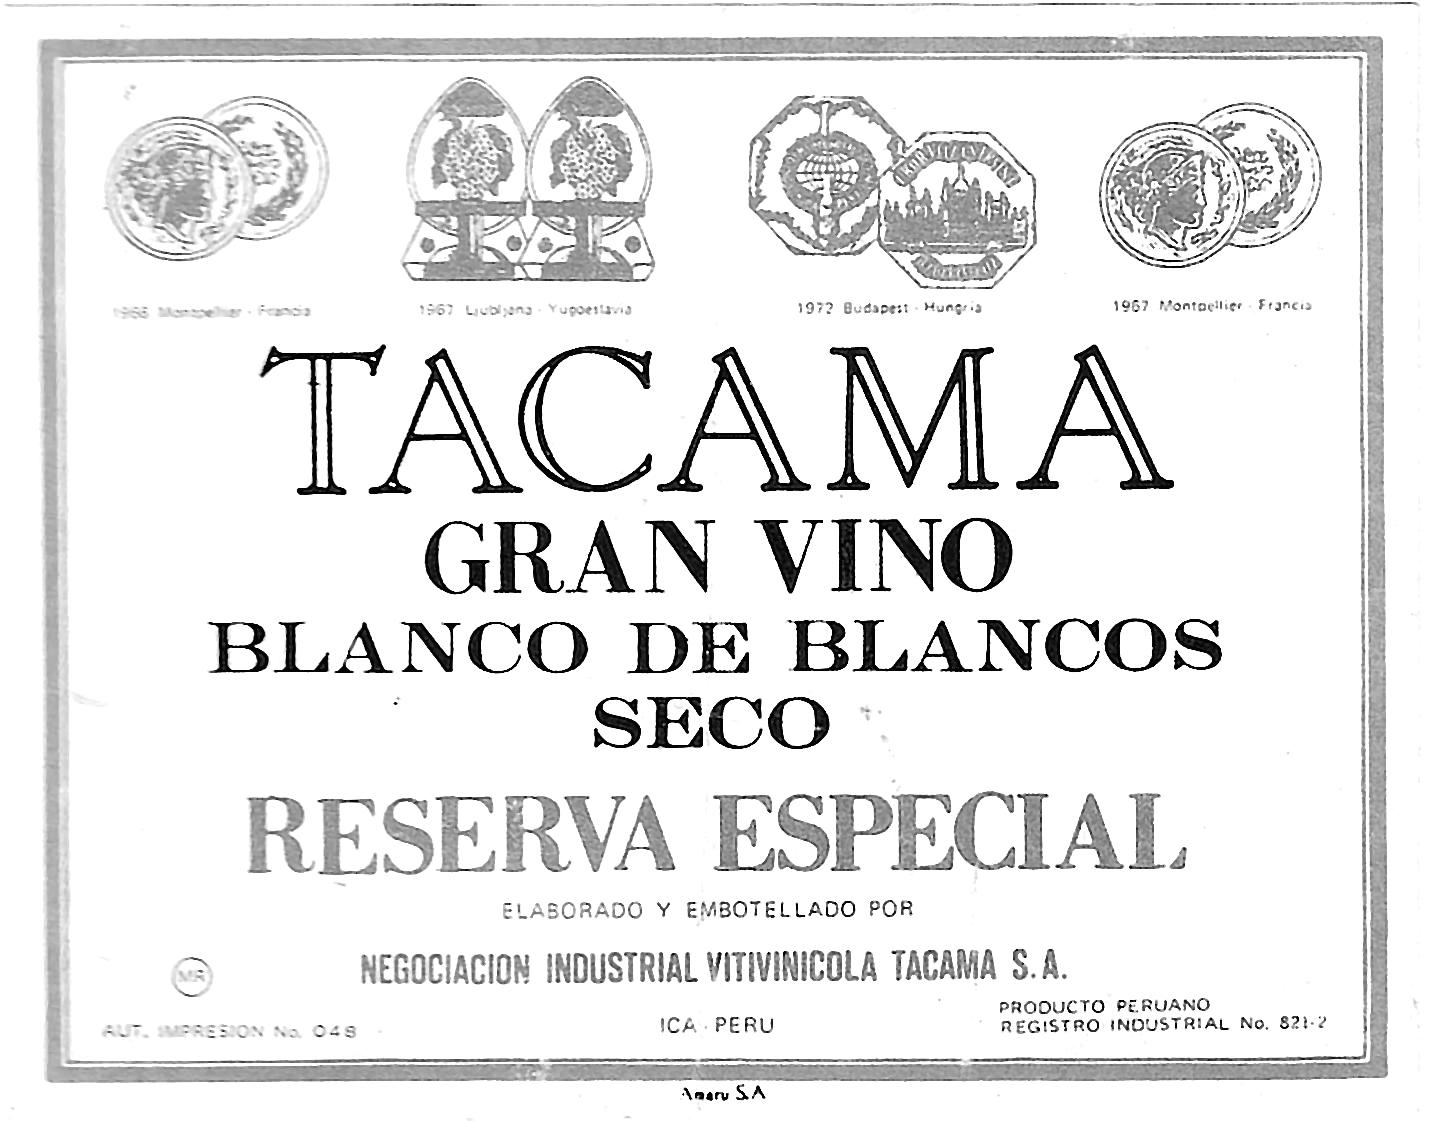 1966 Montpellier - Francia
1967 Ljubljana - Yugoeslavia
1972 Budapest - Hungria
1967 Montpellier - Francia
TACAMA
GRAN VINO
BLANCO DE BLANCOS
SECO
RESERVA ESPECIAL
ELABORADO Y EMBOTELLADO POR
NEGOCIACION INDUSTRIAL VITIVINICOLA TACAMA S.A.
MR
AUT. IMPRESION No. 048
ICA - PERU
PRODUCTO PERUANO
REGISTRO INDUSTRIAL No. 821-2
Amaru S.A